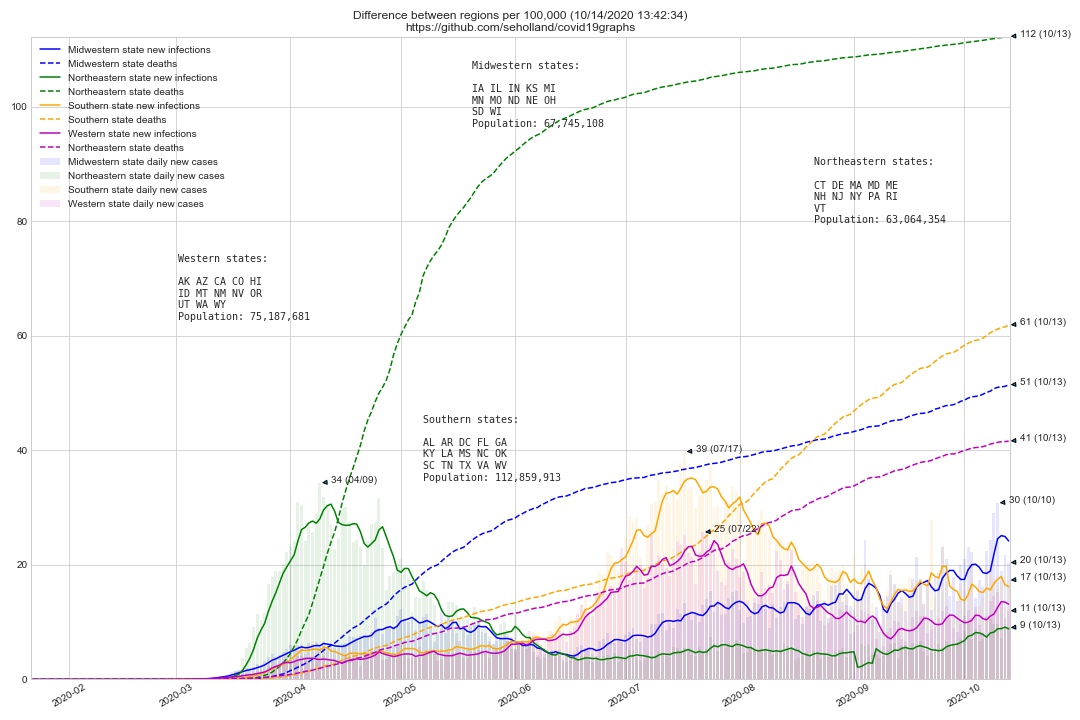 Difference between regions per 100,000 (10/14/2020 13:42:34)
https://github.com/seholland/covid19graphs
Midwestern state new infections
Midwestern state deaths
Northeastern state new infections
Northeastern state deaths
Southern state new infections
Southern state deaths
Western state new infections
Northeastern state deaths
Midwestern state daily new cases
Northeastern state daily new cases
Southern state daily new cases
Western state daily new cases
Midwestern states:
IA IL IN KS MI
MN MO ND NE OH
SD WI
Population: 67,745,108
Northeastern states:
CT DE MA MD ME
NH NJ NY PA RI
VT
Population: 63,064,354
Western states:
AK AZ CA CO HI
ID MT NM NV OR
UT WA WY
Population: 75,187,681
Southern states:
AL AR DC FL GA
KY LA MS NC OK
SC TN TX VA WV
Population: 112,859,913
112 (10/13)
61 (10/13)
51 (10/13)
41 (10/13)
39 (07/17)
34 (04/09)
30 (10/10)
25 (07/22)
20 (10/13)
17 (10/13)
11 (10/13)
9 (10/13)
100
80
60
40
20
0
2020-02
2020-03
2020-04
2020-05
2020-06
2020-07
2020-08
2020-09
2020-10